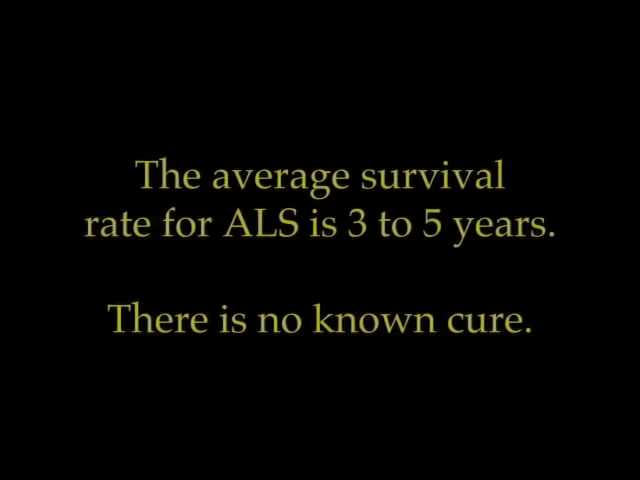 The average survival
rate for ALS is 3 to 5 years.
There is no known cure.